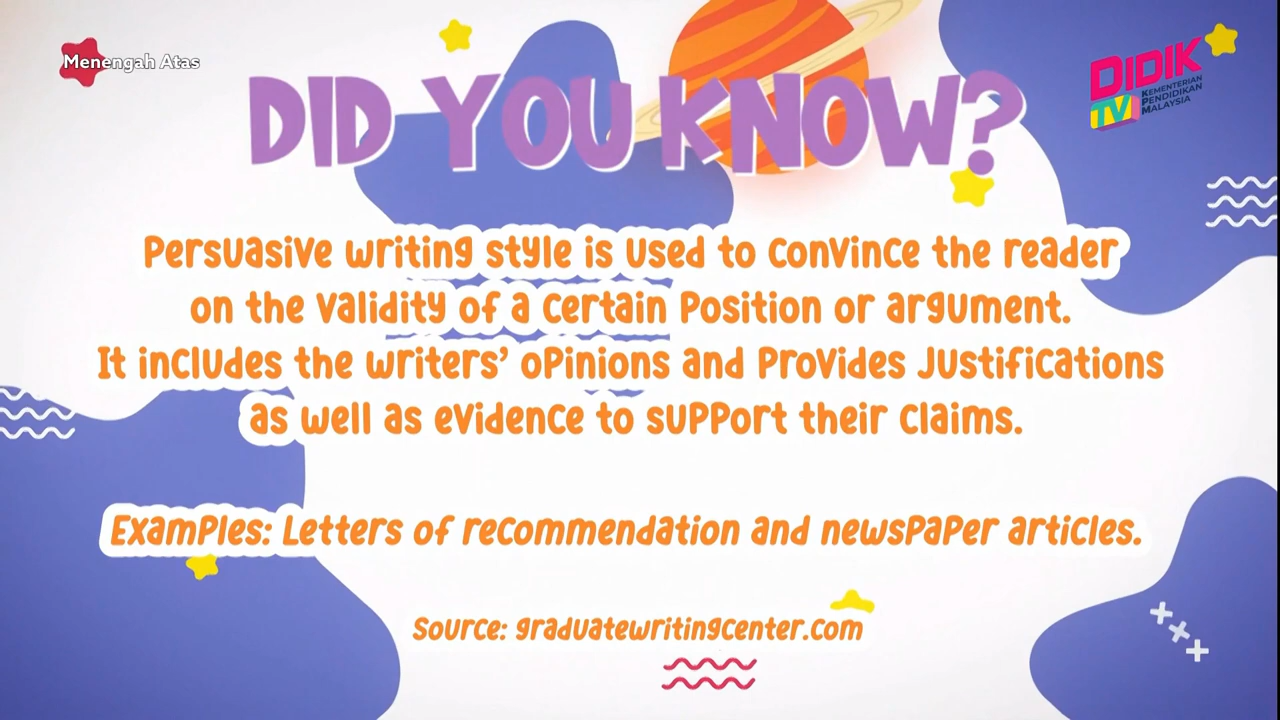 Menengah Atas
DIDIK
TV
KEMENTERIAN
PENDIDIKAN
MALAYSIA
DID YOU KNOW?
Persuasive writing style is used to convince the reader
on the validity of a certain position or argument.
It includes the writers’ opinions and provides justifications
as well as evidence to support their claims.
Examples: Letters of recommendation and newspaper articles.
Source: graduatewritingcenter.com